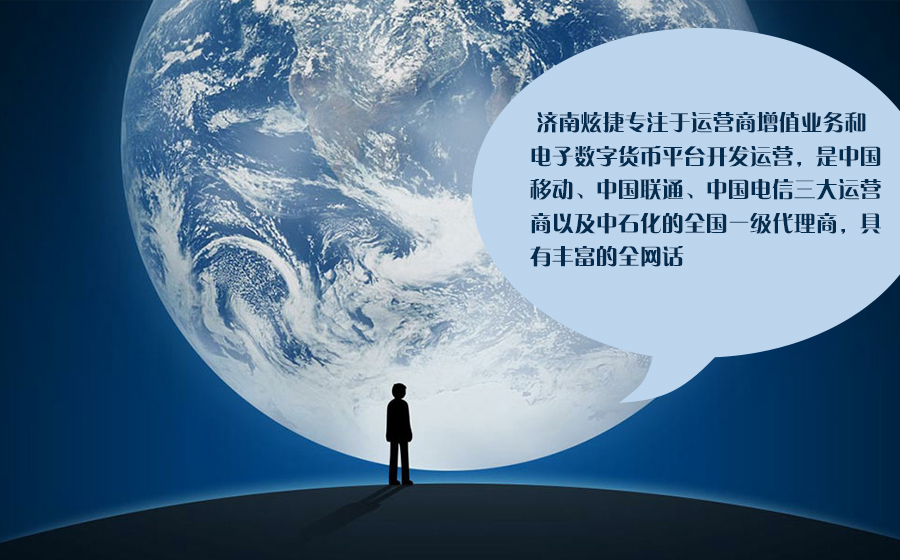 济南炫捷专注于运营商增值业务和
电子数字货币平台开发运营，是中国
移动、中国联通、中国电信三大运营
商以及中石化的全国一级代理商，具
有丰富的全网话